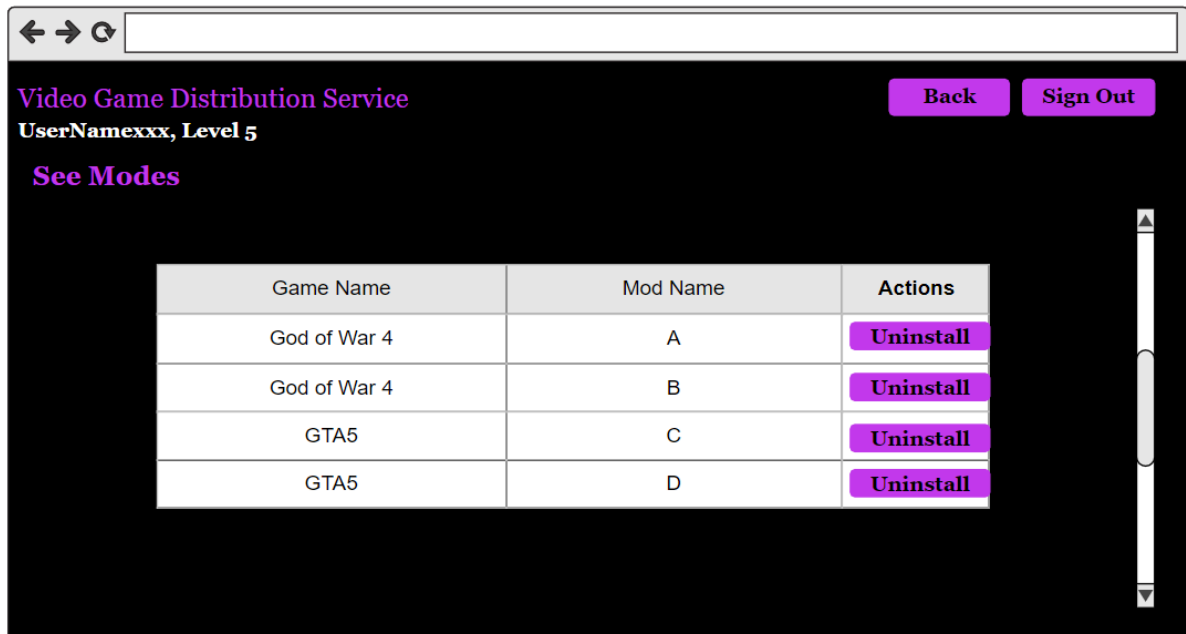 Video Game Distribution Service
Back
Sign Out
UserNamexxx, Level 5
See Modes
Game Name Mod Name Actions
God of War 4 A Uninstall
God of War 4 B Uninstall
GTA5 C Uninstall
GTA5 D Uninstall